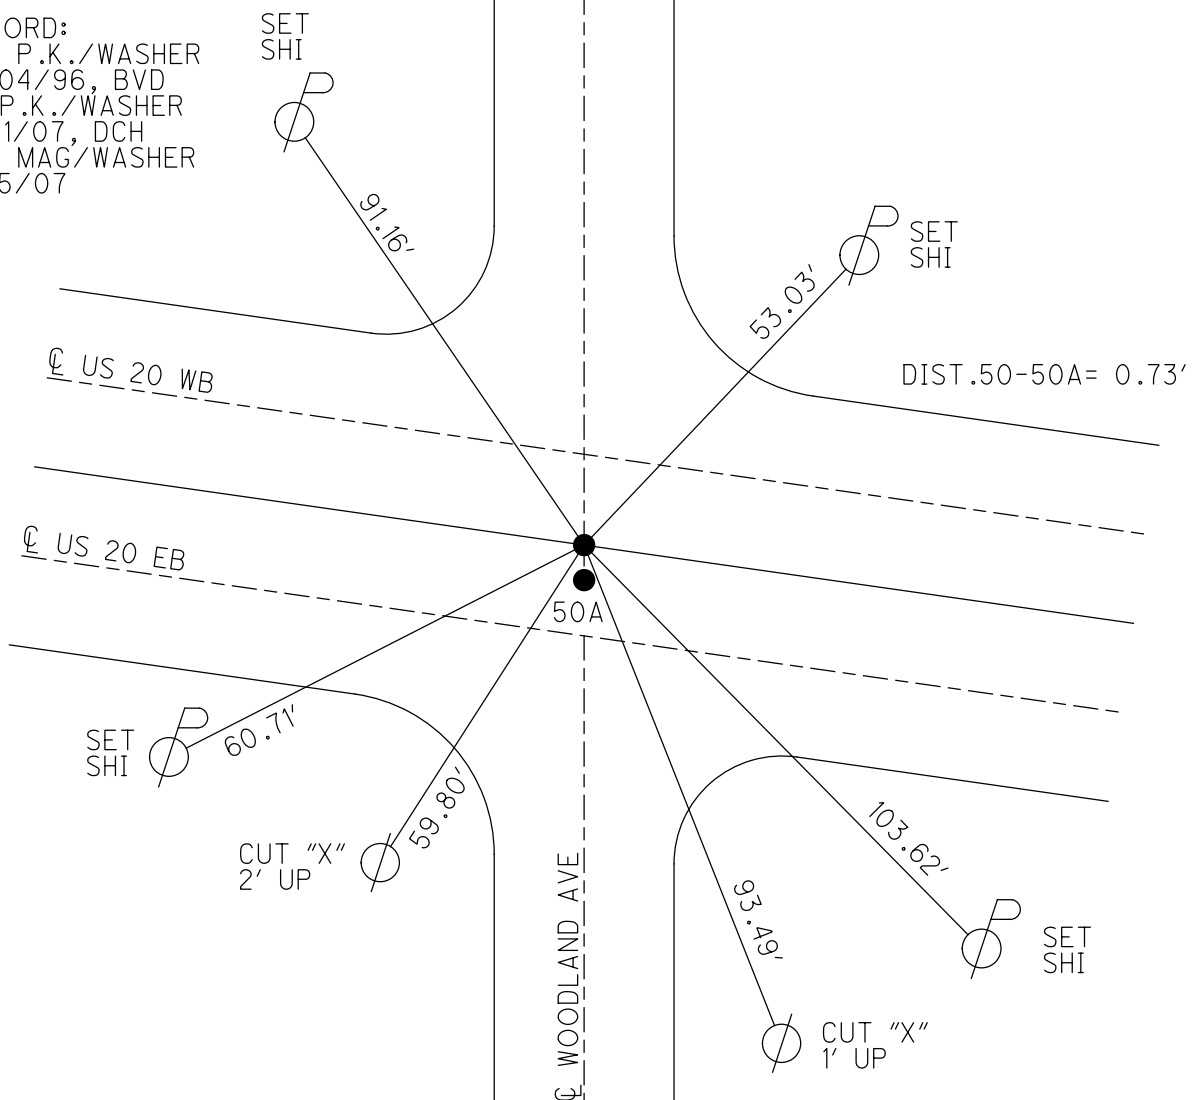 ORD:
P.K./WASHER
04/96, BVD
P.K./WASHER
1/07, DCH
MAG/WASHER
5/07
SET
SHI
91.16′
SET
SHI
53.03′
DIST.50-50A= 0.73′
℄ US 20 WB
℄ US 20 EB
50A
SET
SHI
60.71′
59.80′
CUT "X"
2′ UP
℄ WOODLAND AVE
103.62′
93.49′
SET
SHI
CUT "X"
1′ UP